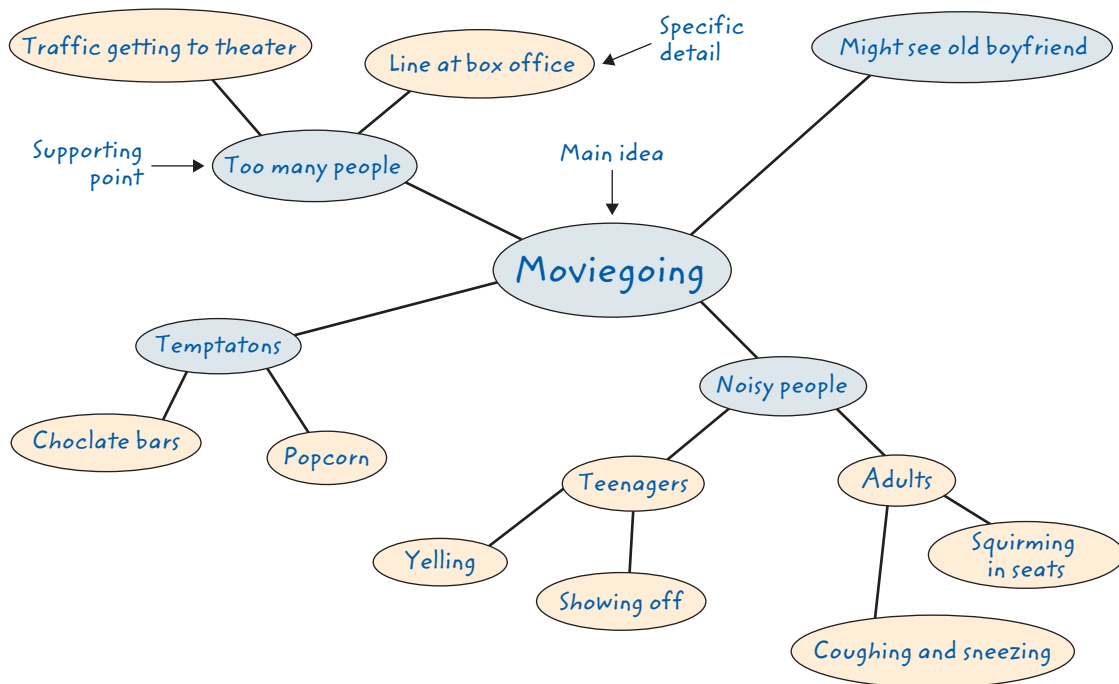 Traffic getting to theater
Line at box office
Specific
detail
Might see old boyfriend
Supporting
point
Too many people
Main idea
Moviegoing
Temptatons
Noisy people
Choclate bars
Popcorn
Teenagers
Adults
Yelling
Squirming
in seats
Showing off
Coughing and sneezing